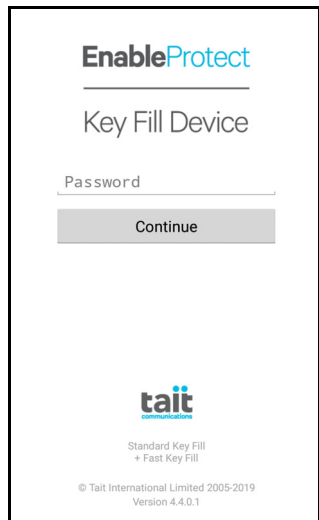 EnableProtect
Key Fill Device
Password
Continue
tait
communications
Standard Key Fill
+ Fast Key Fill
© Tait International Limited 2005-2019
Version 4.4.0.1